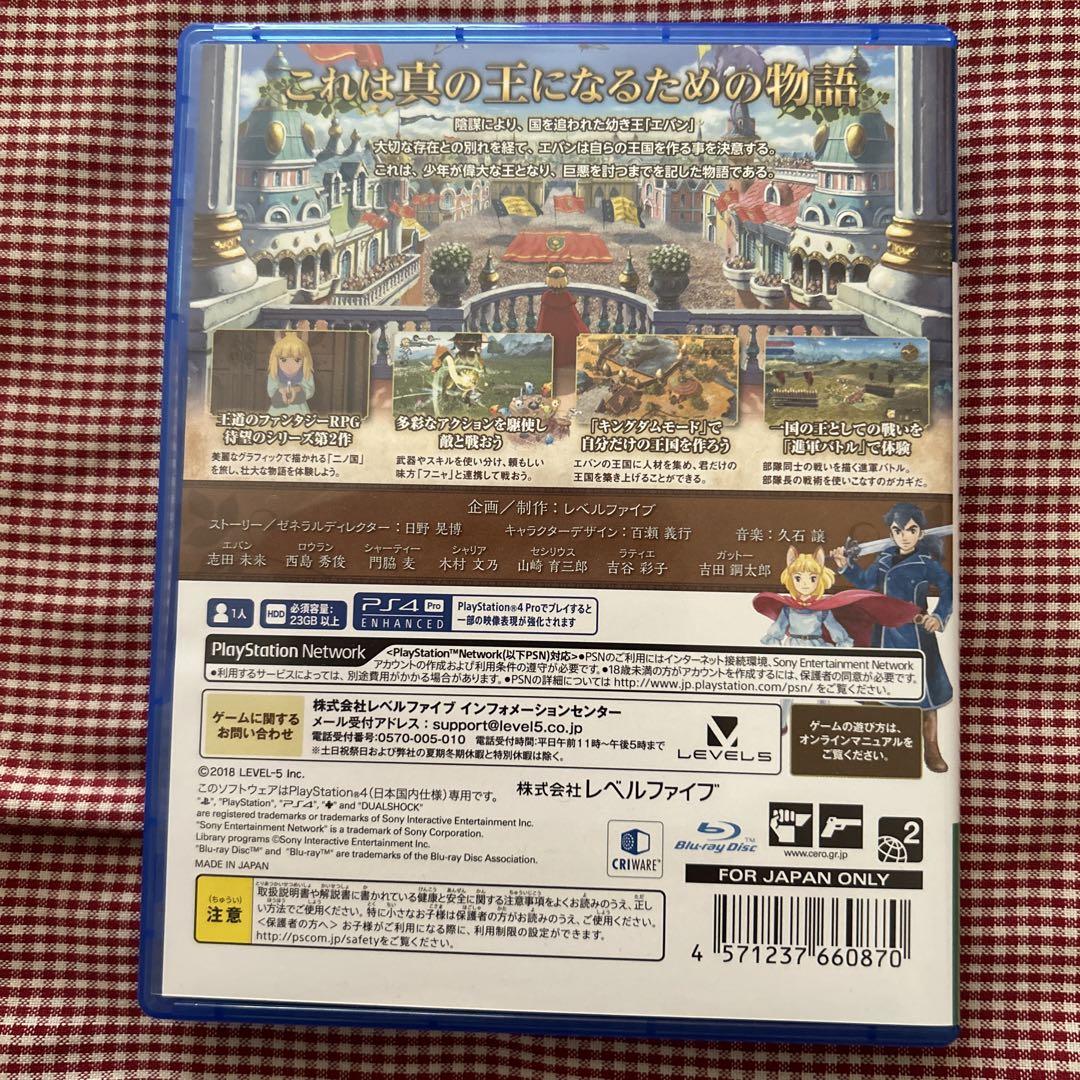 これは真の王になるための物語
陰謀により、国を追われた幼き王「エバン」
大切な存在との別れを経て、エバンは自らの王国を作る事を決意する。
これは、少年が偉大な王となり、巨悪を討つまでを記した物語である。
王道のファンタジーRPG
待望のシリーズ第2作
美麗なグラフィックで描かれる「二ノ国」
を旅し、壮大な物語を体験しよう。
多彩なアクションを駆使し
敵と戦おう
武器やスキルを使い分け、頼もしい
味方「フニャ」と連携して戦おう。
「キングダムモード」で
自分だけの王国を作ろう
エバンの王国に人材を集め、君だけの
王国を築き上げることができる。
一国の王としての戦いを
「進軍バトル」で体験
部隊同士の戦いを描く進軍バトル。
部隊長の戦術を使いこなすのがカギだ。
企画/制作:レベルファイブ
ストーリー/ゼネラルディレクター:日野 晃博 キャラクターデザイン:百瀬 義行 音楽:久石 譲
エバン ロウラン シャーティー シャリア セシリウス ラティエ ガットー
志田 未来 西島 秀俊 門脇 麦 木村 文乃 山崎 育三郎 吉谷 彩子 吉田 鋼太郎
1人
HDD 必須容量:
23GB 以上
PS4 Pro
ENHANCED
PlayStation®4 Proでプレイすると
一部の映像表現が強化されます
PlayStation Network
<PlayStation™Network(以下PSN)対応>●PSNのご利用にはインターネット接続環境、Sony Entertainment Network
アカウントの作成および利用条件の遵守が必要です。●18歳未満の方がアカウントを作成するには、保護者の同意が必要です。
●利用するサービスによっては、別途費用がかかる場合があります。●PSNの詳細については http://www.jp.playstation.com/psn/ をご覧ください。
ゲームに関する
お問い合わせ
株式会社レベルファイブ インフォメーションセンター
メール受付アドレス:support@level5.co.jp
電話受付番号:0570-005-010 電話受付時間:平日午前11時~午後5時まで
※土日祝祭日および弊社の夏期冬期休暇と特別休暇は除く。
LEVEL5
ゲームの遊び方は、
オンラインマニュアルを
ご覧ください。
©2018 LEVEL-5 Inc.
このソフトウェアはPlayStation®4(日本国内仕様)専用です。
株式会社レベルファイブ
"PlayStation", "PS4", and "DUALSHOCK"
are registered trademarks or trademarks of Sony Interactive Entertainment Inc.
"Sony Entertainment Network" is a trademark of Sony Corporation.
Library programs ©Sony Interactive Entertainment Inc.
"Blu-ray Disc™" and "Blu-ray™" are trademarks of the Blu-ray Disc Association.
MADE IN JAPAN
CRIWARE™
Blu-ray Disc™
www.cero.gr.jp
2
FOR JAPAN ONLY
(ちゅうい)
注意
とりあつかいせつめいしょ かいせつしょ か けんこう あんぜん かん ちゅういじこう よ ただ
取扱説明書や解説書に書かれている健康と安全に関する注意事項をよくお読みのうえ、正し
い方法でご使用ください。特に小さなお子様は保護者の方がお読みのうえ、ご使用ください。
<保護者の方へ> お子様がご利用になる際に、利用制限の設定ができます。
http://pscom.jp/safetyをご覧ください。
4 571237 660870